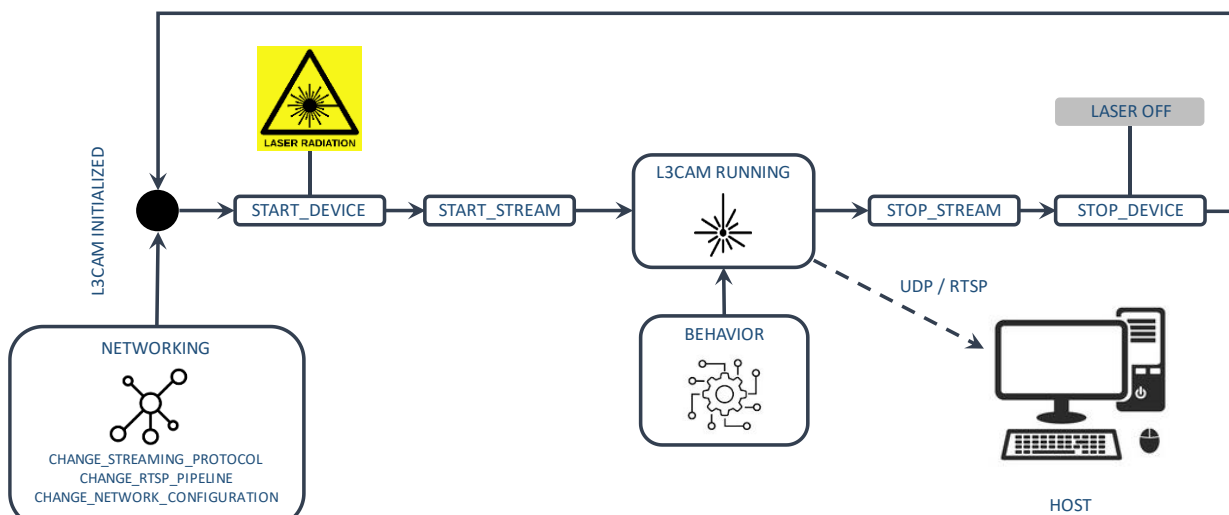 LASER OFF
LASER RADIATION
L3CAM INITIALIZED
L3CAM RUNNING
START_DEVICE
START_STREAM
STOP_STREAM
STOP_DEVICE
UDP / RTSP
NETWORKING
BEHAVIOR
CHANGE_STREAMING_PROTOCOL
CHANGE_RTSP_PIPELINE
CHANGE_NETWORK_CONFIGURATION
HOST